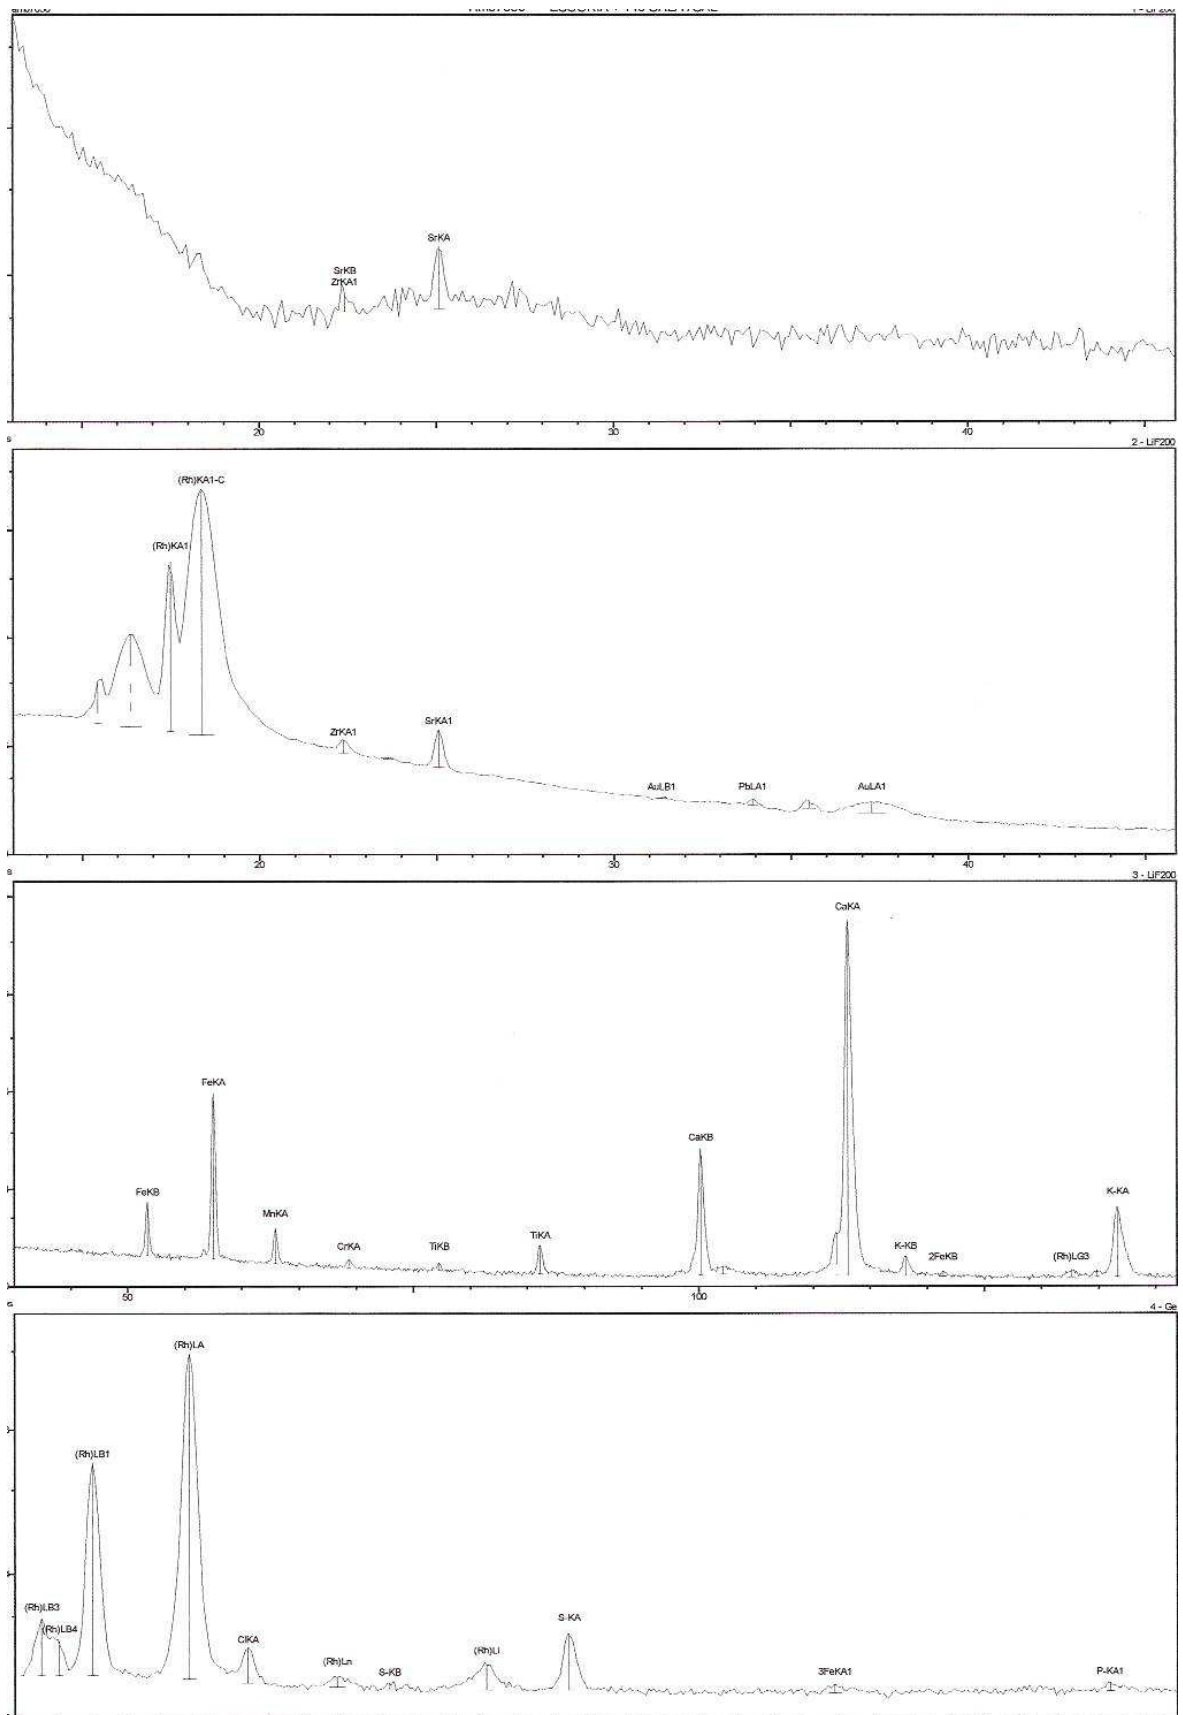 1 - LiF200
SrKA
SrKB
ZrKA1
20
30
40
2 - LiF200
(Rh)KA1-C
(Rh)KA1
ZrKA1
SrKA1
AuLB1
PbLA1
AuLA1
20
30
40
3 - LiF200
CaKA
FeKA
CaKB
FeKB
K-KA
MnKA
CrKA
TiKB
TiKA
K-KB
2FeKB
(Rh)LG3
50
100
4 - Ge
(Rh)LA
(Rh)LB1
(Rh)LB3
(Rh)LB4
ClKA
(Rh)Ln
S-KB
(Rh)Ll
S-KA
3FeKA1
P-KA1